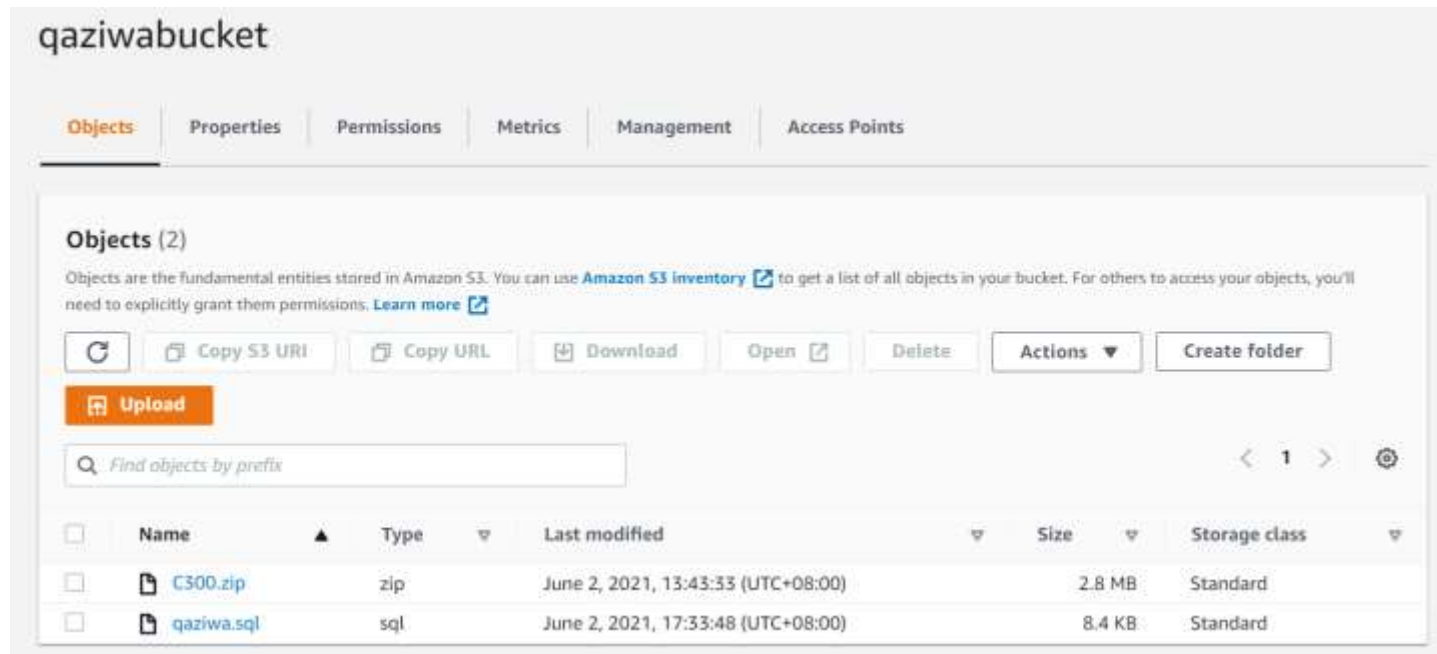 qaziwabucket
Objects Properties Permissions Metrics Management Access Points
Objects (2)
Objects are the fundamental entities stored in Amazon S3. You can use Amazon S3 inventory to get a list of all objects in your bucket. For others to access your objects, you'll
need to explicitly grant them permissions. Learn more
Copy S3 URI Copy URL Download Open Delete Actions Create folder
Upload
Find objects by prefix 1
Name Type Last modified Size Storage class
C300.zip zip June 2, 2021, 13:43:33 (UTC+08:00) 2.8 MB Standard
qaziwa.sql sql June 2, 2021, 17:33:48 (UTC+08:00) 8.4 KB Standard